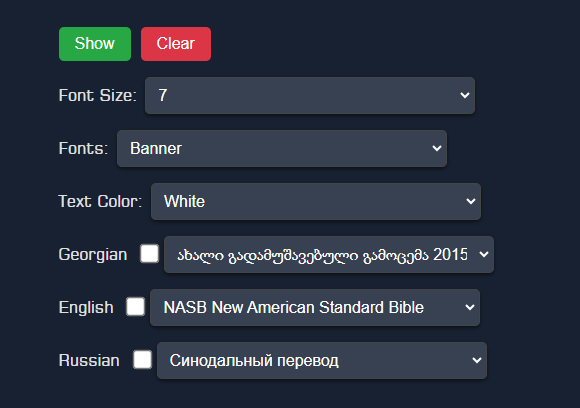 Show Clear
Font Size: 7
Fonts: Banner
Text Color: White
Georgian ახალი გადამუშავებული გამოცემა 2015
English NASB New American Standard Bible
Russian Синодальный перевод